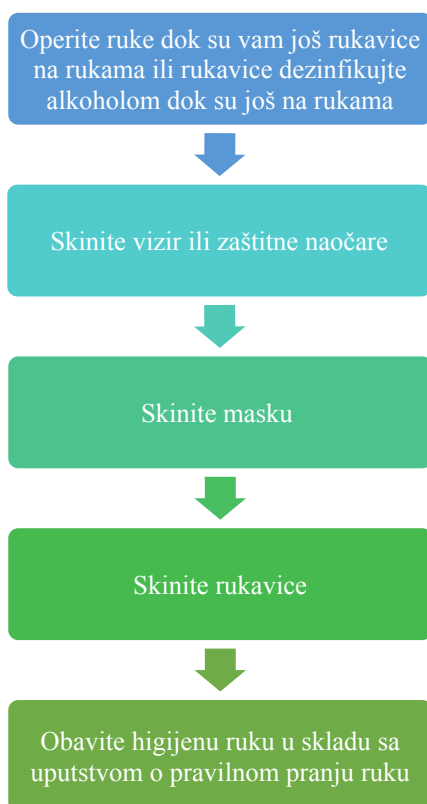 Operite ruke dok su vam još rukavice
na rukama ili rukavice dezinfikujte
alkoholom dok su još na rukama
Skinite vizir ili zaštitne naočare
Skinite masku
Skinite rukavice
Obavite higijenu ruku u skladu sa
uputstvom o pravilnom pranju ruku